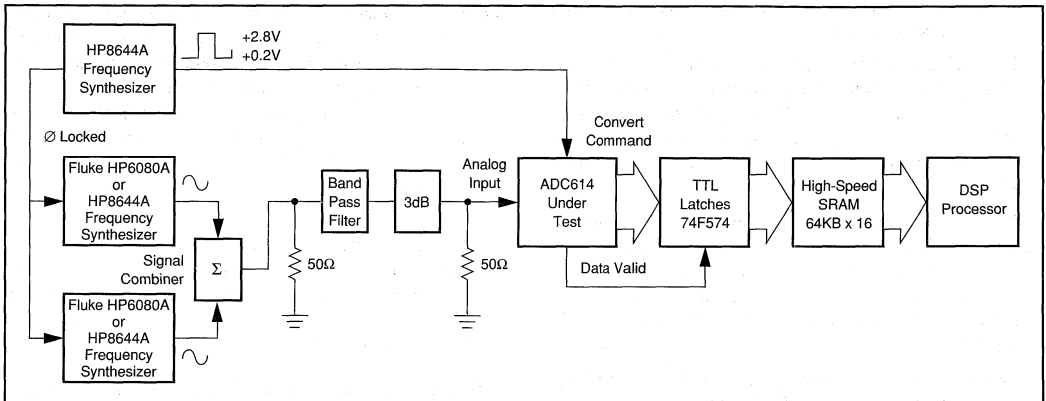 HP8644A
Frequency
Synthesizer
+2.8V
+0.2V
Ø Locked
Fluke HP6080A
or
HP8644A
Frequency
Synthesizer
Signal
Combiner
Σ
Fluke HP6080A
or
HP8644A
Frequency
Synthesizer
50Ω
Band
Pass
Filter
3dB
Analog
Input
50Ω
Convert
Command
ADC614
Under
Test
Data Valid
TTL
Latches
74F574
High-Speed
SRAM
64KB x 16
DSP
Processor